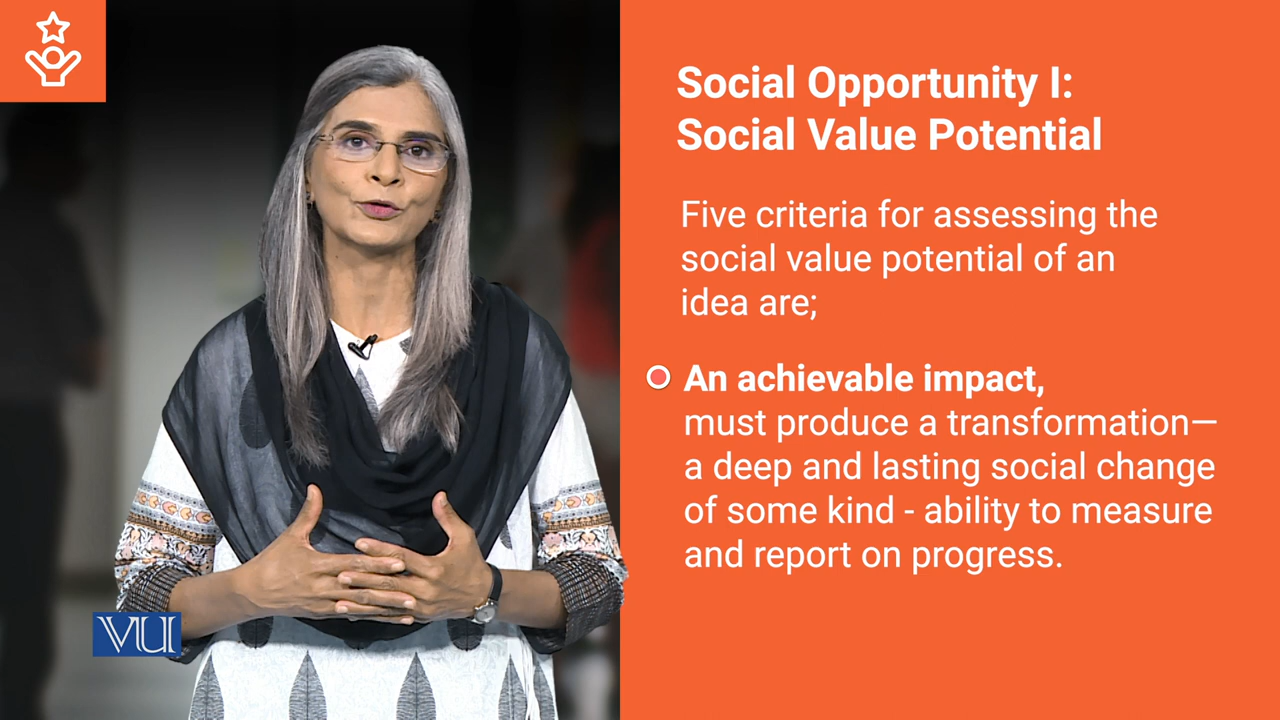 Social Opportunity I:
Social Value Potential
Five criteria for assessing the
social value potential of an
idea are;
An achievable impact,
must produce a transformation—
a deep and lasting social change
of some kind - ability to measure
and report on progress.
VU